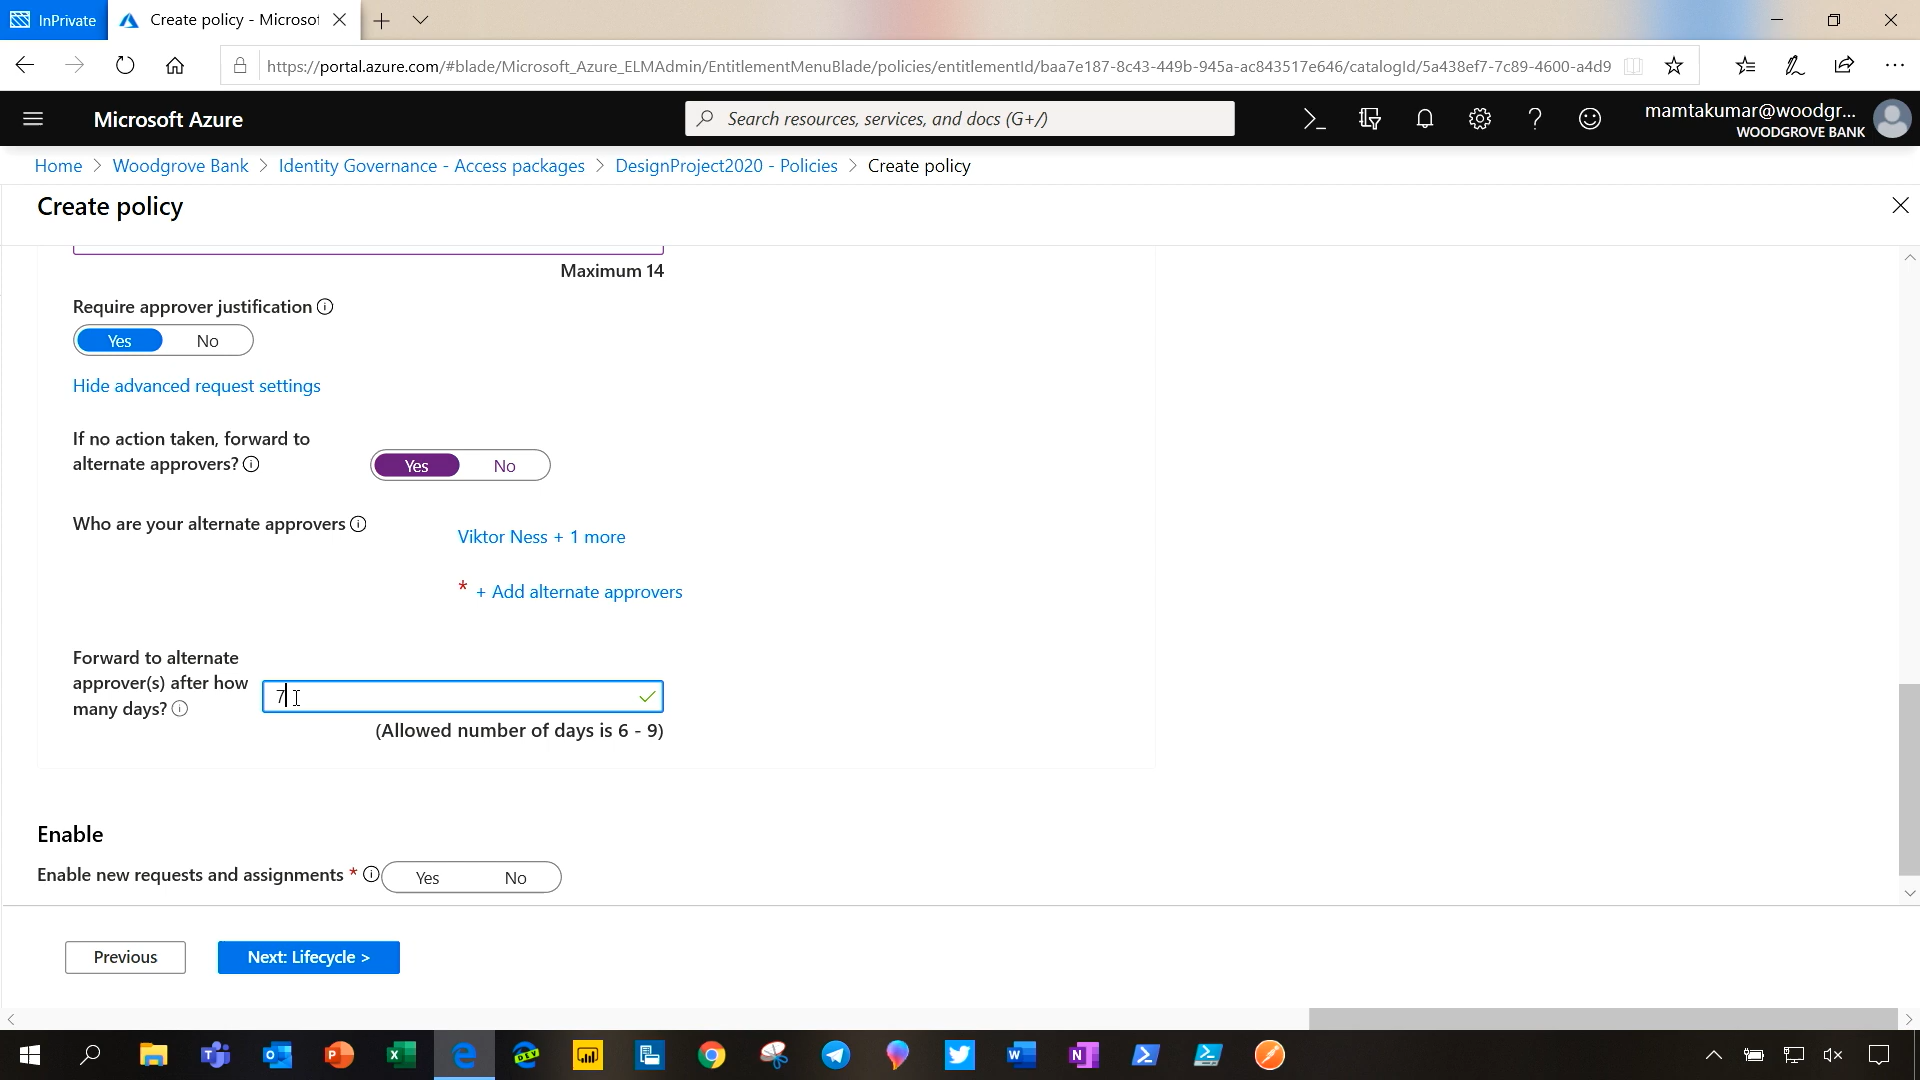 InPrivate
Create policy - Microsof
https://portal.azure.com/#blade/Microsoft_Azure_ELMAdmin/EntitlementMenuBlade/policies/entitlementId/baa7e187-8c43-449b-945a-ac843517e646/catalogId/5a438ef7-7c89-4600-a4d9
Microsoft Azure
Search resources, services, and docs (G+/)
mamtakumar@woodgr...
WOODGROVE BANK
Home > Woodgrove Bank > Identity Governance - Access packages > DesignProject2020 - Policies > Create policy
Create policy
Maximum 14
Require approver justification
Yes No
Hide advanced request settings
If no action taken, forward to
alternate approvers?
Yes No
Who are your alternate approvers
Viktor Ness + 1 more
* + Add alternate approvers
Forward to alternate
approver(s) after how
many days?
7
(Allowed number of days is 6 - 9)
Enable
Enable new requests and assignments *
Yes No
Previous
Next: Lifecycle >
DEV